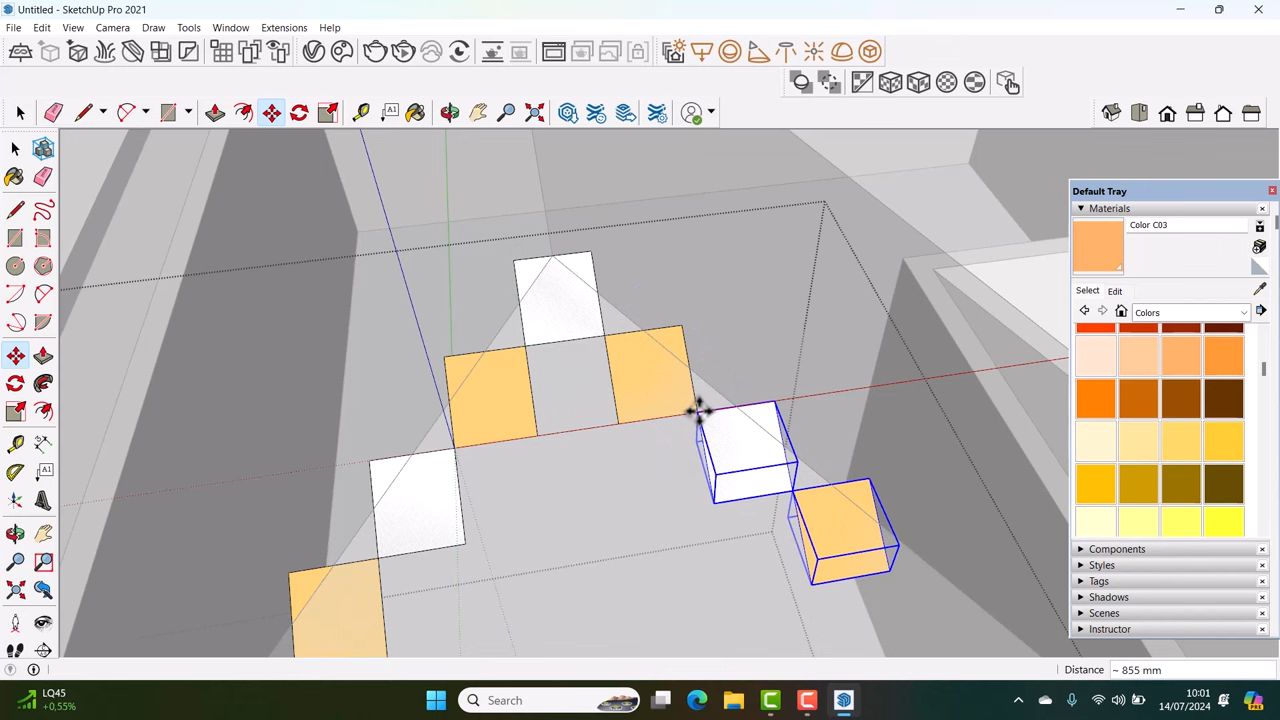 Untitled - SketchUp Pro 2021
File Edit View Camera Draw Tools Window Extensions Help
A1
Default Tray
Materials
Color C03
Select Edit
Colors
A1
Components
Styles
Tags
Shadows
Scenes
Instructor
Distance ~ 855 mm
LQ45
+0,55%
Search
10:01
14/07/2024